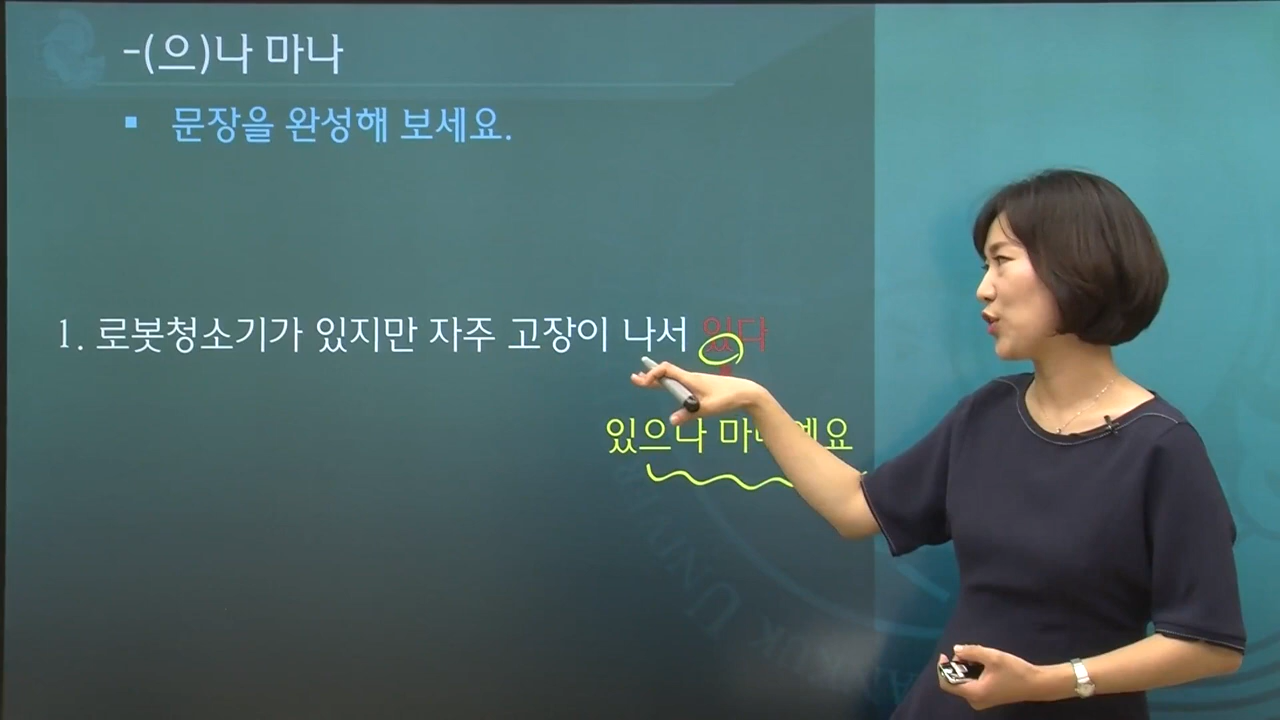 -(으)나 마나
▪ 문장을 완성해 보세요.
1. 로봇청소기가 있지만 자주 고장이 나서 있다
있으나